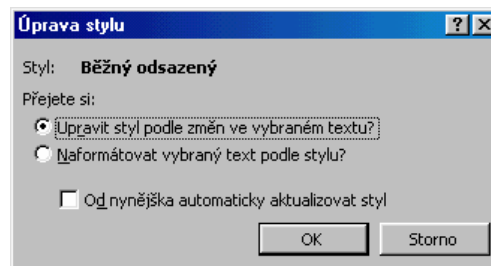 Úprava stylu
Styl: Běžný odsazený
Přejete si:
Upravit styl podle změn ve vybraném textu?
Naformátovat vybraný text podle stylu?
Od nynějška automaticky aktualizovat styl
OK Storno